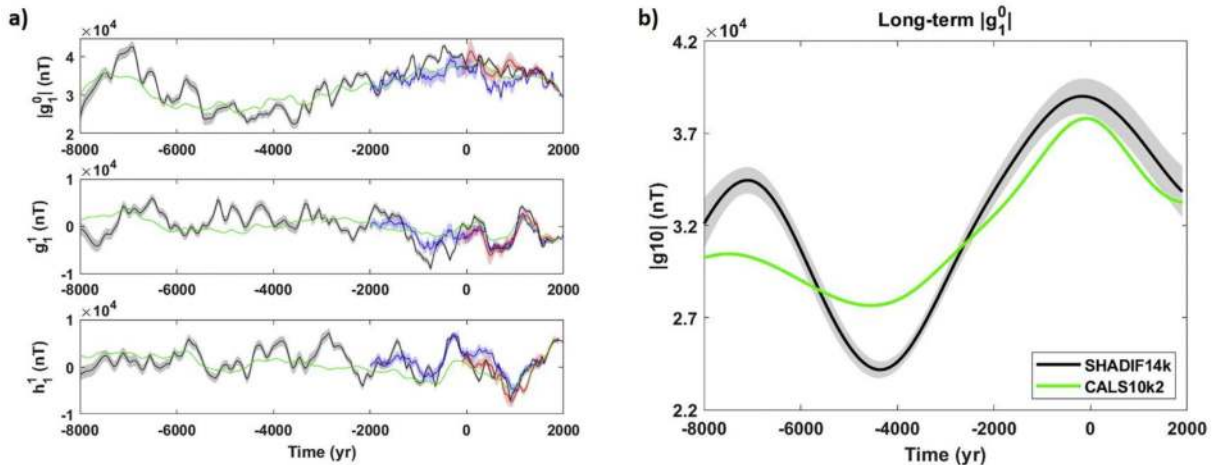 a)
×10⁴
|g₁⁰| (nT)
4
3
2
-8000 -6000 -4000 -2000 0 2000
×10⁴
g₁¹ (nT)
1
0
-1
-8000 -6000 -4000 -2000 0 2000
×10⁴
h₁¹ (nT)
1
0
-1
-8000 -6000 -4000 -2000 0 2000
Time (yr)
b)
Long-term |g₁⁰|
×10⁴
|g10| (nT)
4.2
3.7
3.2
2.7
2.2
SHADIF14k
CALS10k2
-8000 -6000 -4000 -2000 0 2000
Time (yr)